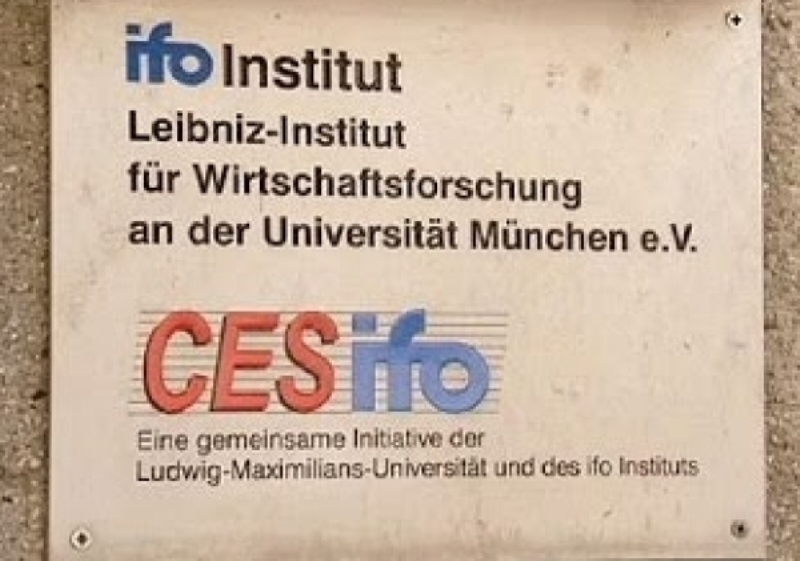 ifo Institut
Leibniz-Institut
für Wirtschaftsforschung
an der Universität München e.V.
CESifo
Eine gemeinsame Initiative der
Ludwig-Maximilians-Universität und des ifo Instituts